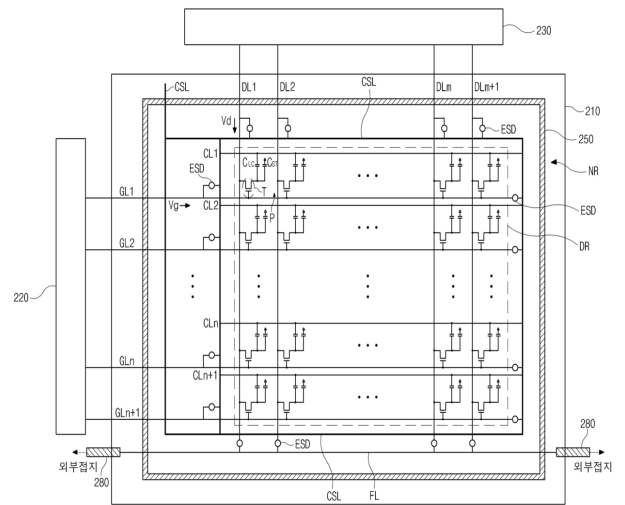 230
CSL
DL1
DL2
CSL
DLm
DLm+1
210
250
Vd
ESD
NR
CL1
CLC
CST
ESD
T
GL1
Vg
CL2
P
ESD
DR
GL2
220
CLn
GLn
CLn+1
GLn+1
280
ESD
280
외부접지
외부접지
280
CSL
FL